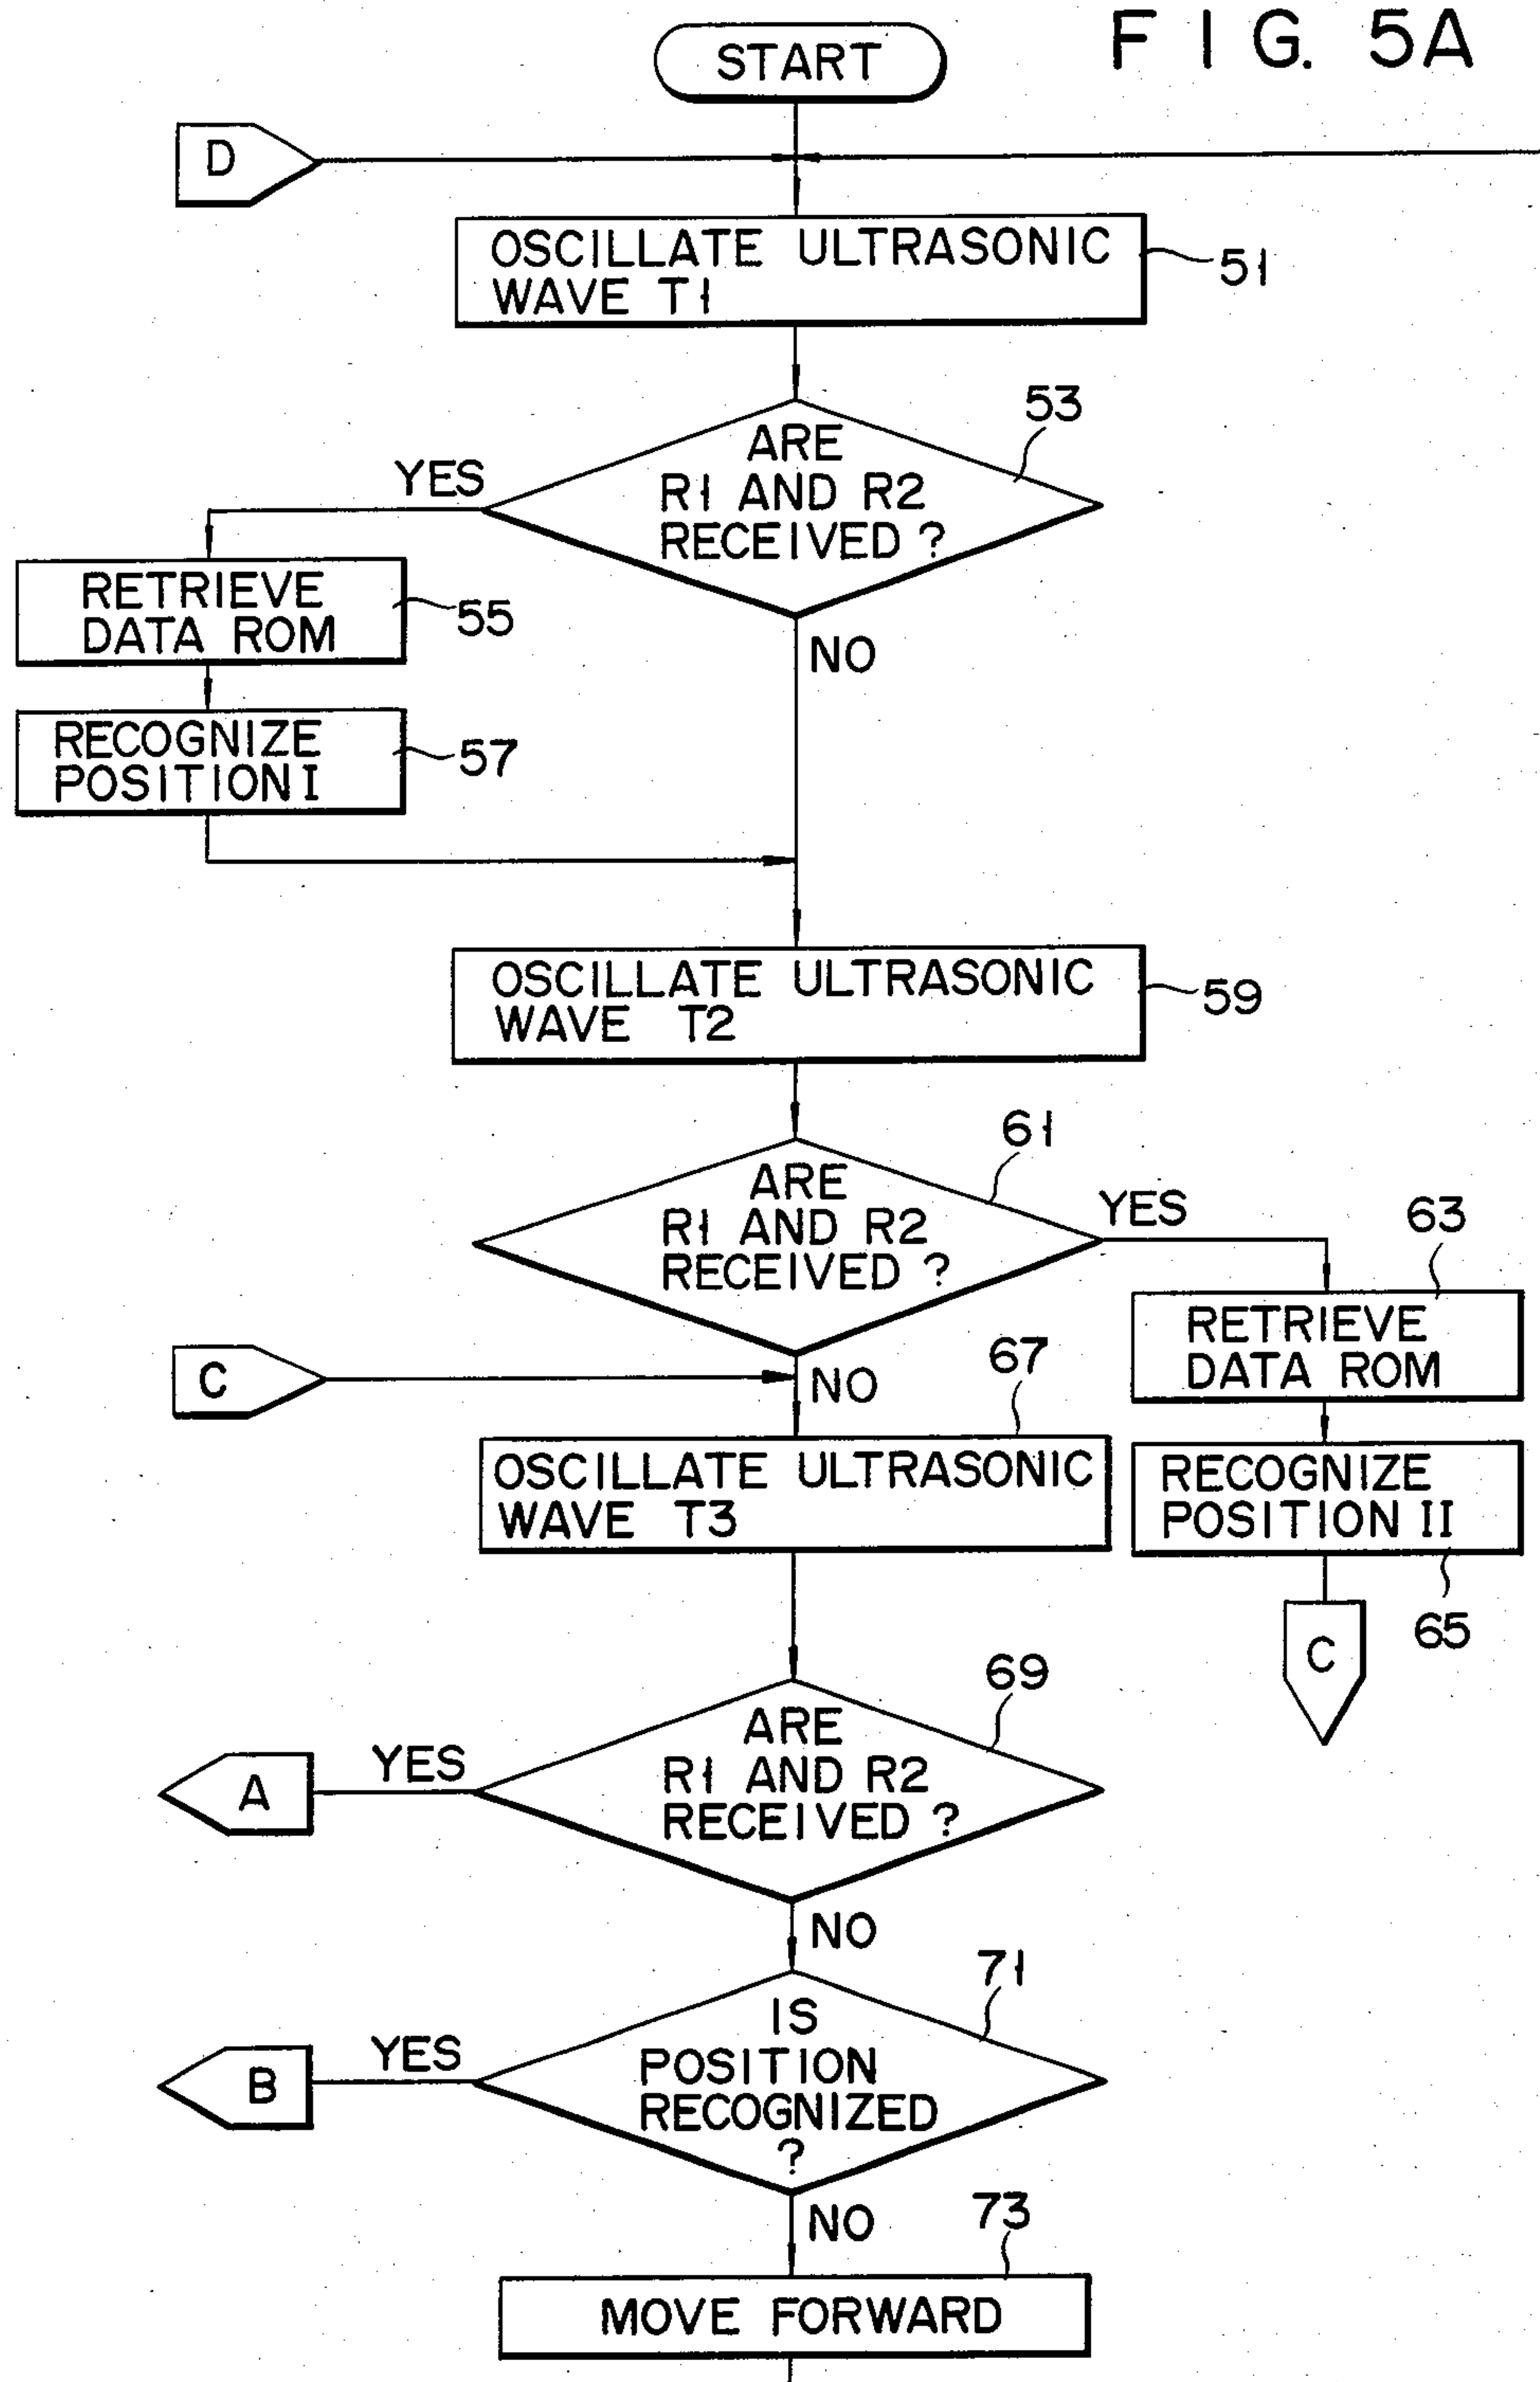 FIG. 5A
START
D
OSCILLATE ULTRASONIC
WAVE T1
51
53
ARE
R1 AND R2
RECEIVED ?
YES
NO
RETRIEVE
DATA ROM
55
RECOGNIZE
POSITION I
57
OSCILLATE ULTRASONIC
WAVE T2
59
61
ARE
R1 AND R2
RECEIVED ?
YES
NO
63
RETRIEVE
DATA ROM
C
67
OSCILLATE ULTRASONIC
WAVE T3
RECOGNIZE
POSITION II
65
C
69
ARE
R1 AND R2
RECEIVED ?
YES
A
NO
71
IS
POSITION
RECOGNIZED
?
YES
B
NO
73
MOVE FORWARD